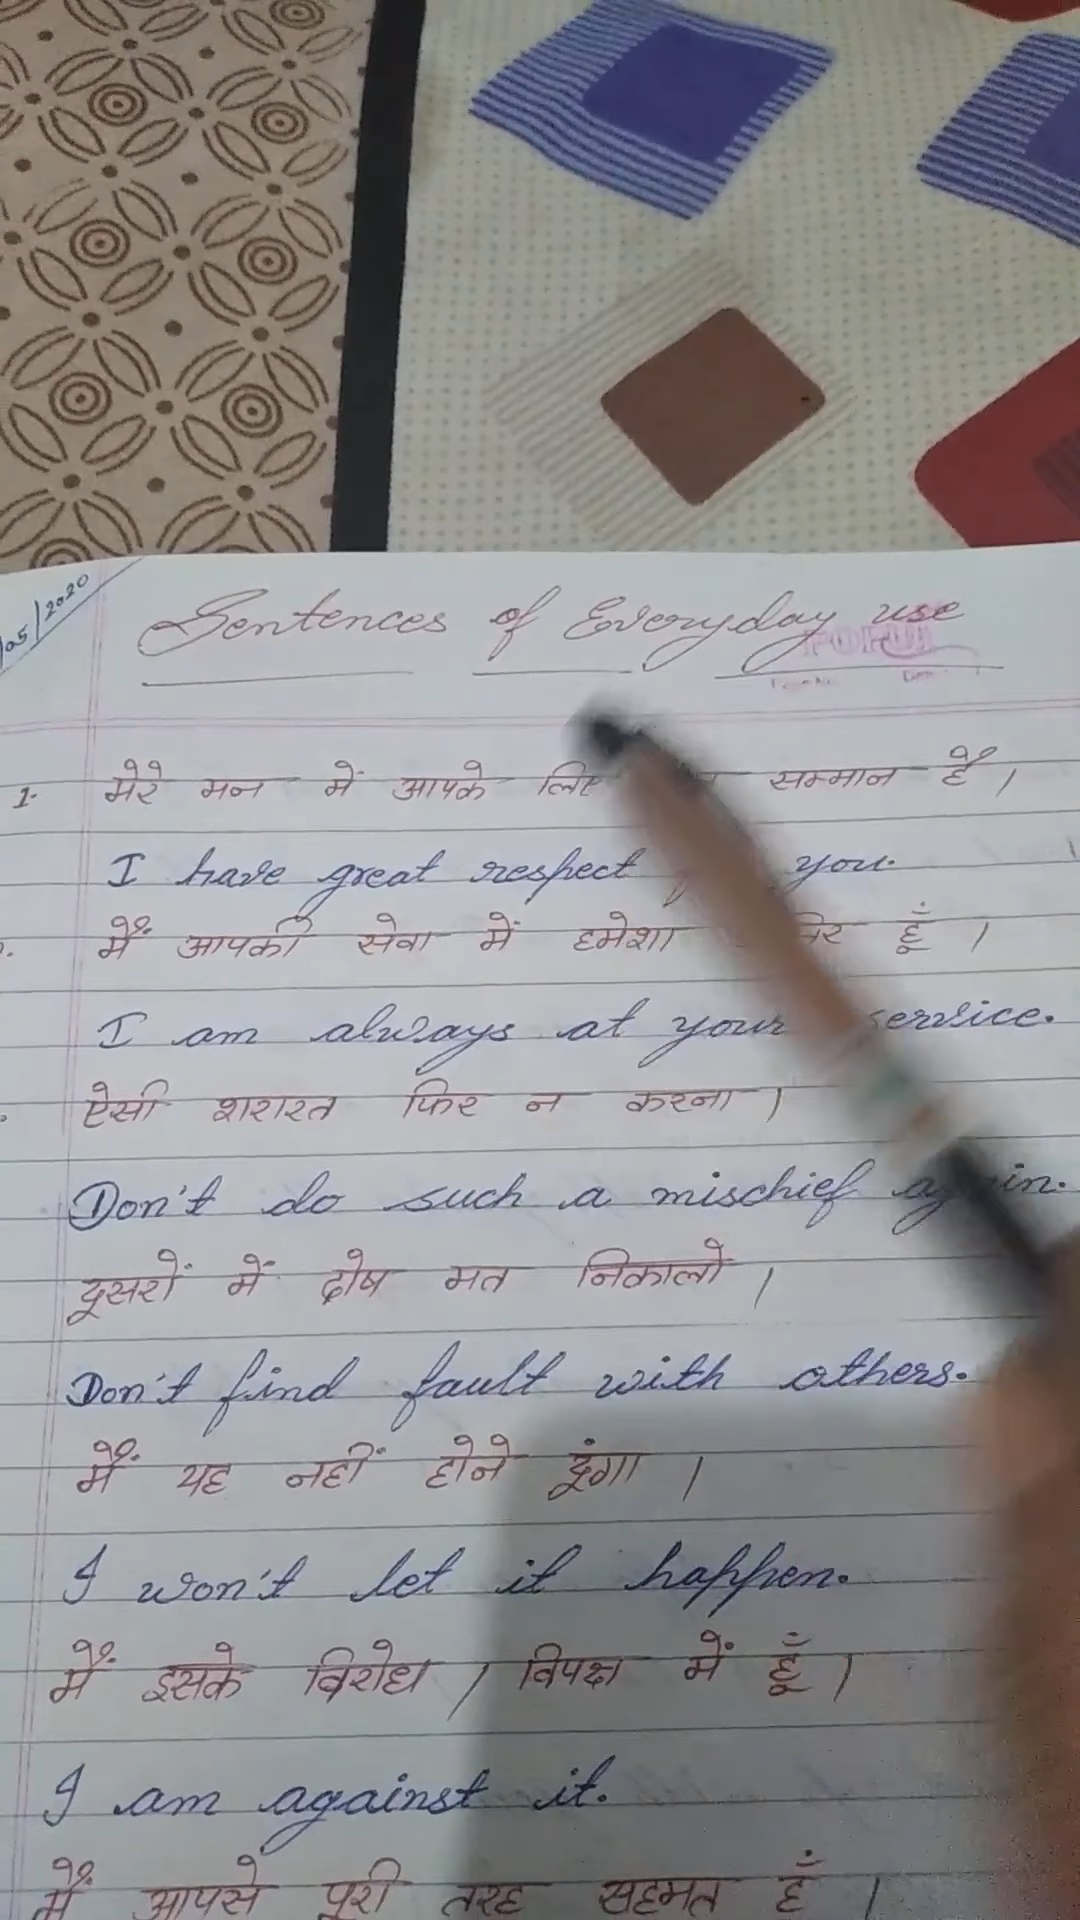 05/2020
Sentences of Everyday use
1. मेरे मन में आपके लिए सम्मान है ।
I have great respect you.
मैं आपकी सेवा में हमेशा हूँ ।
I am always at your service.
ऐसी शरारत फिर न करना ।
Don't do such a mischief again.
दूसरों में दोष मत निकालो ।
Don't find fault with others.
मैं यह नहीं होने दूंगा ।
I won't let it happen.
मैं इसके विरोध / विपक्ष में हूँ ।
I am against it.
मैं आपसे पूरी तरह सहमत हूँ ।